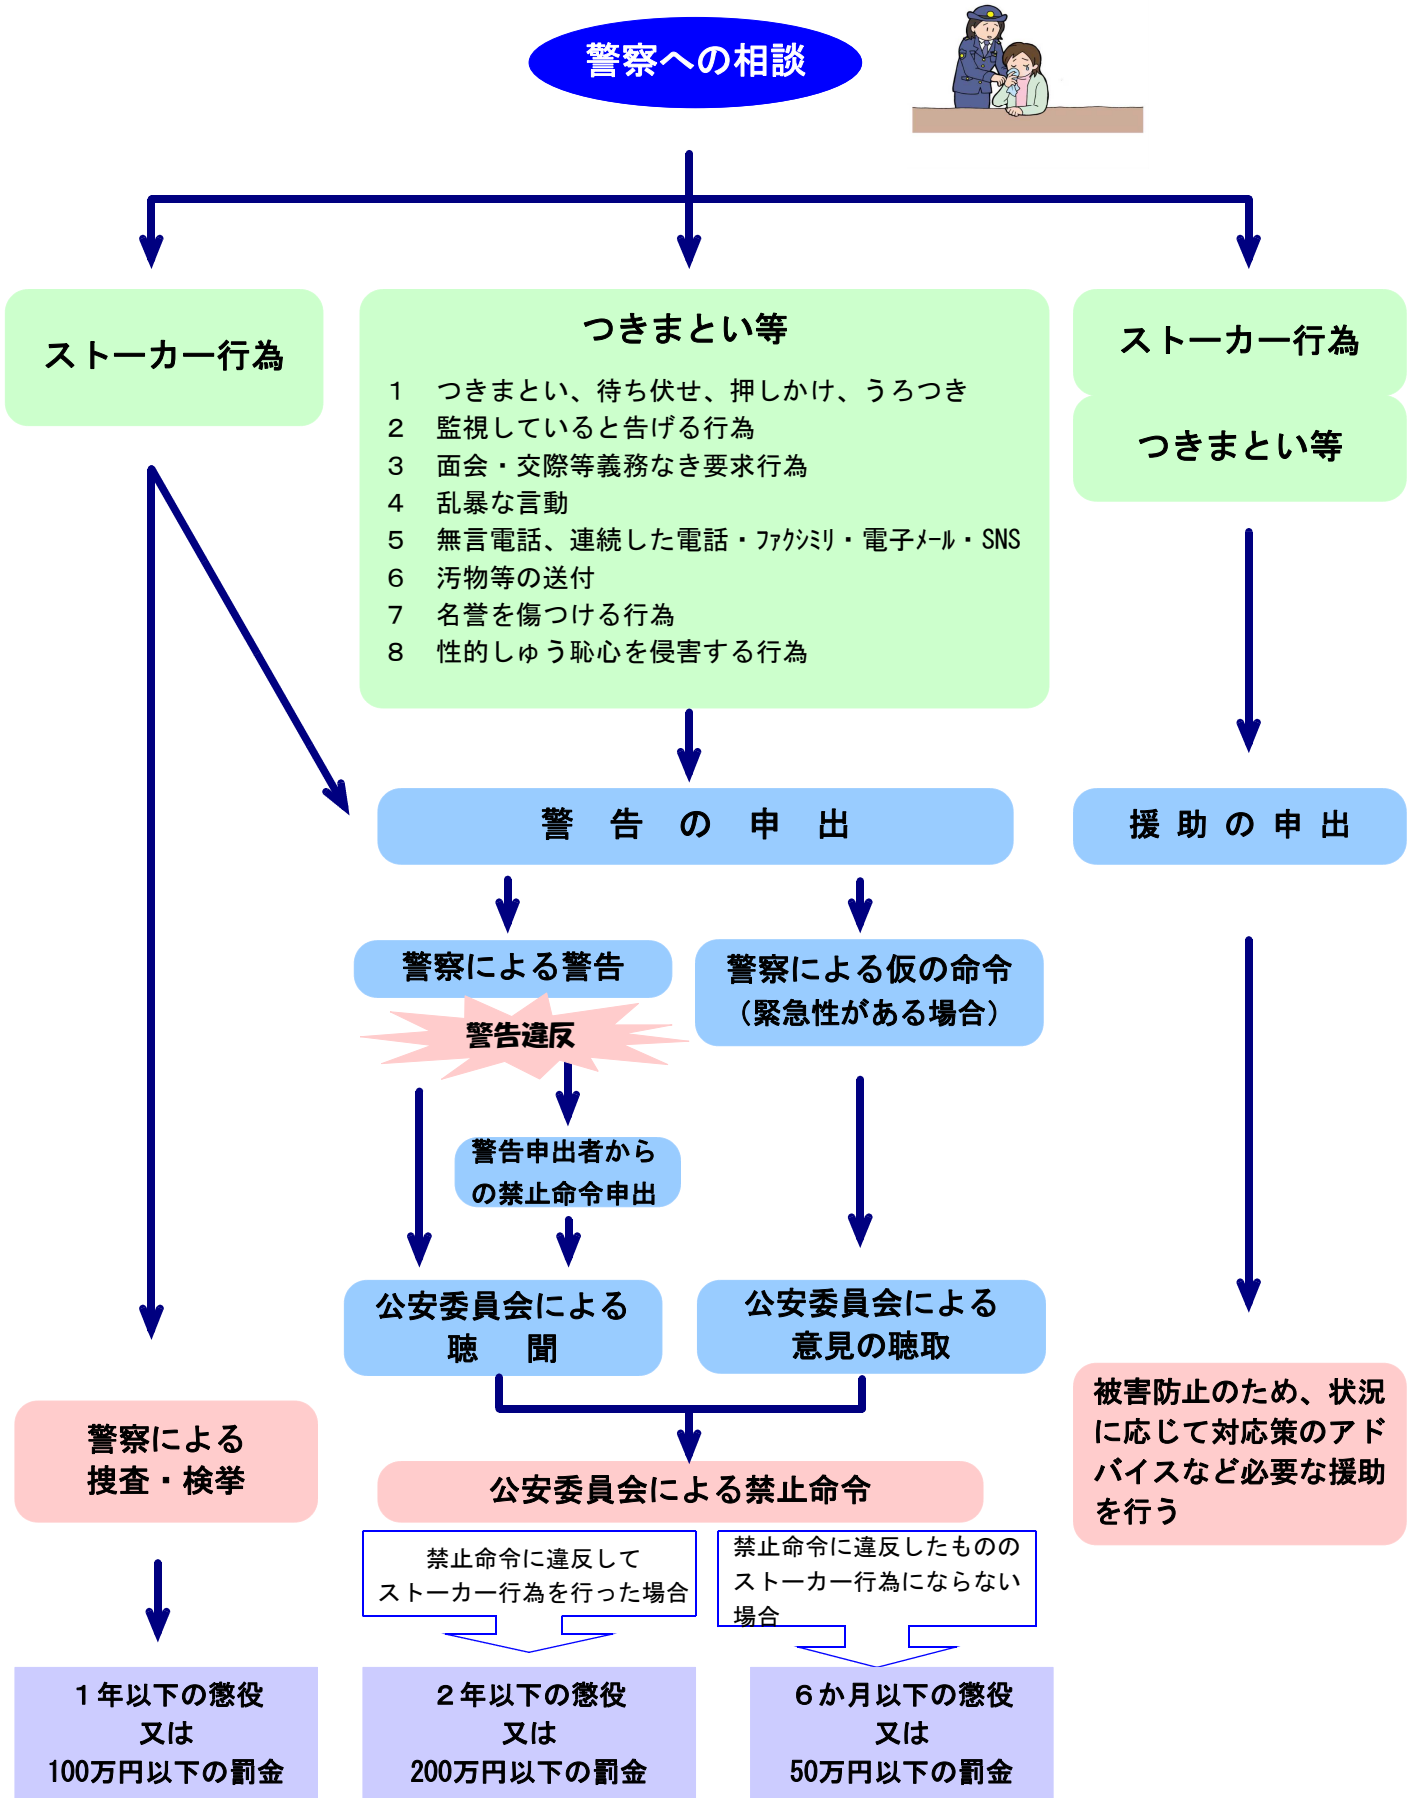 警察への相談
ストーカー行為
つきまとい等
１　つきまとい、待ち伏せ、押しかけ、うろつき
２　監視していると告げる行為
３　面会・交際等義務なき要求行為
４　乱暴な言動
５　無言電話、連続した電話・ﾌｧｸｼﾐﾘ・電子ﾒｰﾙ・SNS
６　汚物等の送付
７　名誉を傷つける行為
８　性的しゅう恥心を侵害する行為
ストーカー行為
つきまとい等
警　告　の　申　出
援 助 の 申 出
警察による警告
警察による仮の命令
（緊急性がある場合）
警告違反
警告申出者から
の禁止命令申出
公安委員会による
聴　聞
公安委員会による
意見の聴取
被害防止のため、状況
に応じて対応策のアド
バイスなど必要な援助
を行う
警察による
捜査・検挙
公安委員会による禁止命令
禁止命令に違反して
ストーカー行為を行った場合
禁止命令に違反したものの
ストーカー行為にならない
場合
１年以下の懲役
又は
100万円以下の罰金
２年以下の懲役
又は
200万円以下の罰金
６か月以下の懲役
又は
50万円以下の罰金